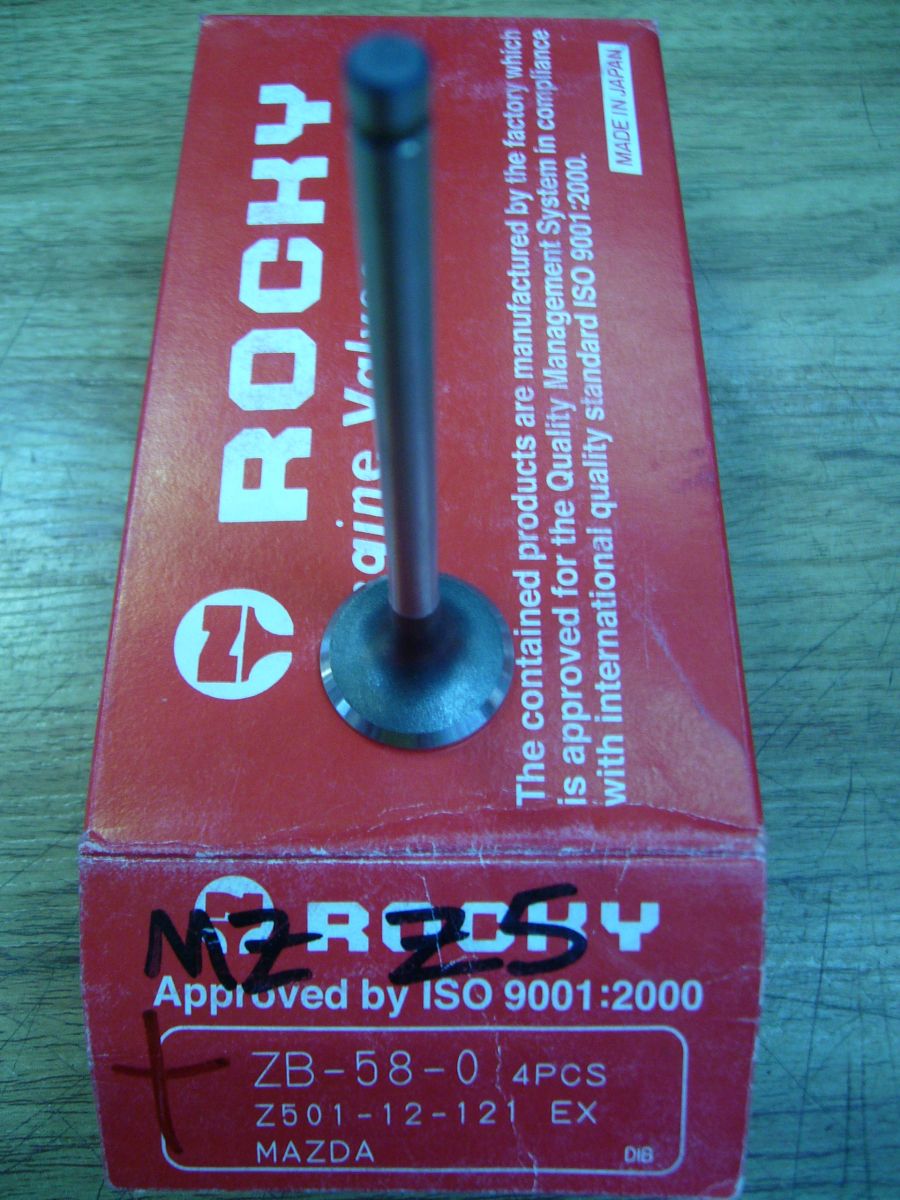 ROCKY
Engine Valve
The contained products are manufactured by the factory which
is approved for the Quality Management System in compliance
with international quality standard ISO 9001:2000.
MADE IN JAPAN
ROCKY
MZ Z5
Approved by ISO 9001:2000
ZB-58-0 4PCS
Z501-12-121 EX
MAZDA
DIB